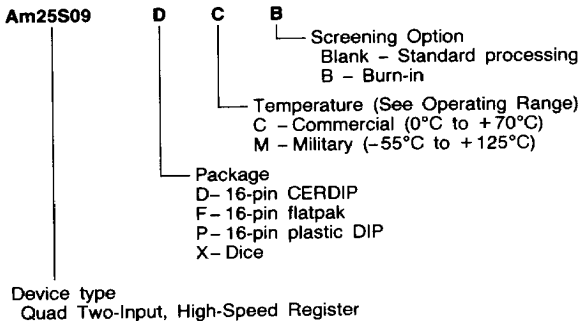 Am25S09 D C B
Screening Option
Blank – Standard processing
B – Burn-in
Temperature (See Operating Range)
C – Commercial (0°C to +70°C)
M – Military (–55°C to +125°C)
Package
D– 16-pin CERDIP
F– 16-pin flatpak
P– 16-pin plastic DIP
X– Dice
Device type
Quad Two-Input, High-Speed Register